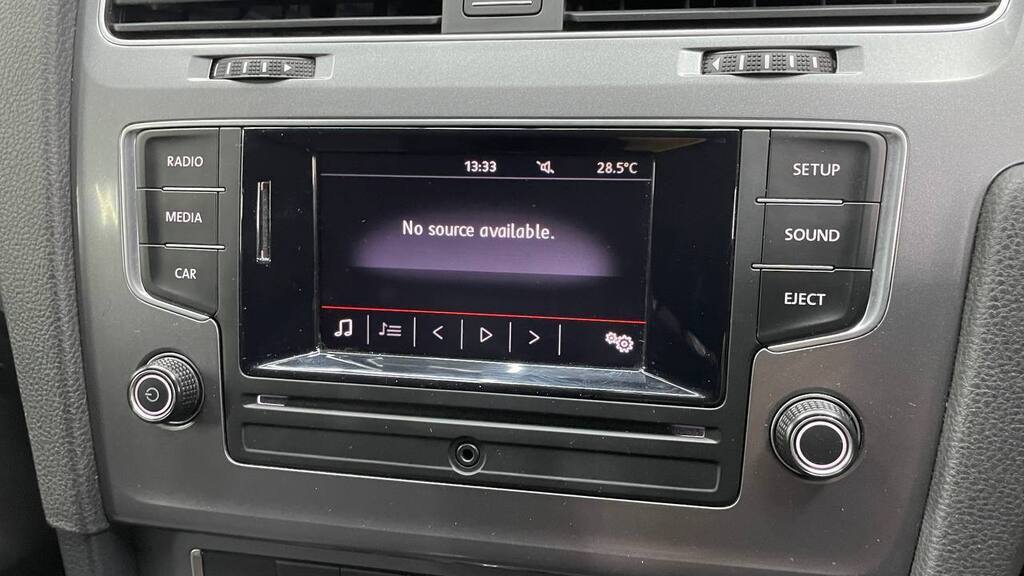 RADIO
MEDIA
CAR
13:33 28.5°C
No source available.
SETUP
SOUND
EJECT